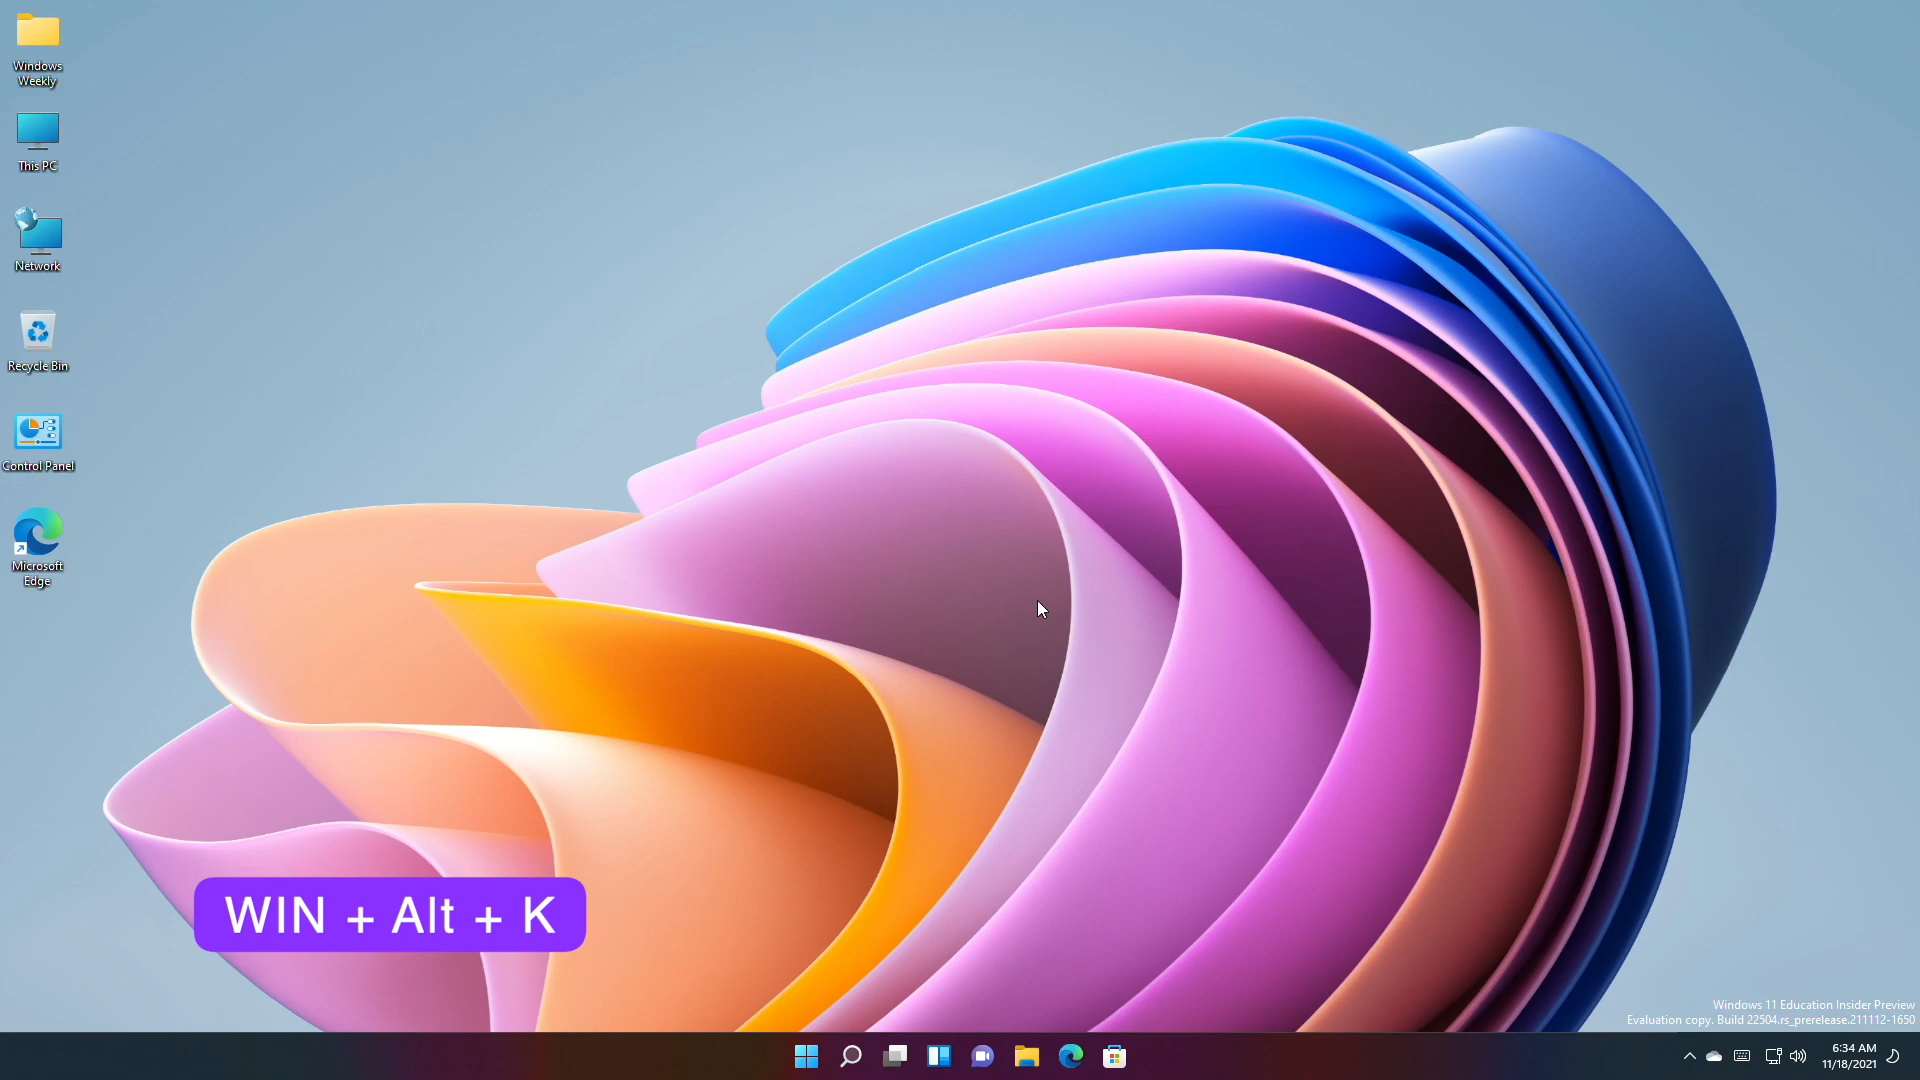 Windows
Weekly
This PC
Network
Recycle Bin
Control Panel
Microsoft
Edge
WIN + Alt + K
Windows 11 Education Insider Preview
Evaluation copy. Build 22504.rs_prerelease.211112-1650
6:34 AM
11/18/2021